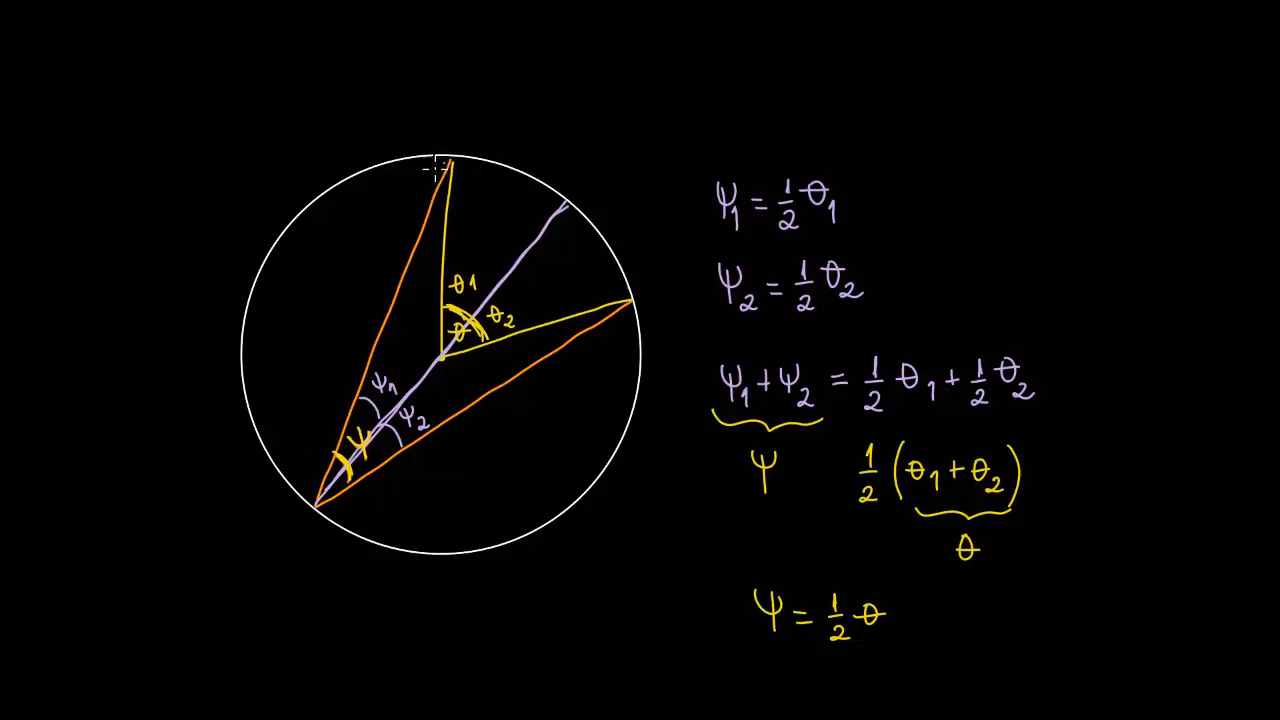 ψ1 = 1/2 θ1
ψ2 = 1/2 θ2
ψ1 + ψ2 = 1/2 θ1 + 1/2 θ2
ψ 1/2 (θ1 + θ2)
θ
ψ = 1/2 θ
θ1
θ2
θ
ψ1
ψ2
ψ